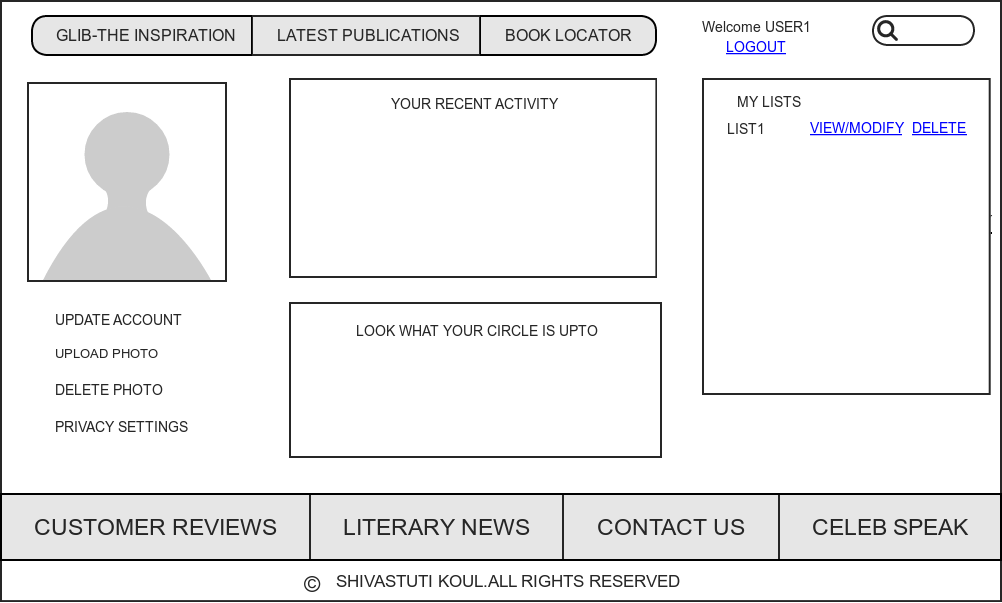 GLIB-THE INSPIRATION
LATEST PUBLICATIONS
BOOK LOCATOR
Welcome USER1
LOGOUT
YOUR RECENT ACTIVITY
MY LISTS
LIST1 VIEW/MODIFY DELETE
UPDATE ACCOUNT
UPLOAD PHOTO
DELETE PHOTO
PRIVACY SETTINGS
LOOK WHAT YOUR CIRCLE IS UPTO
CUSTOMER REVIEWS
LITERARY NEWS
CONTACT US
CELEB SPEAK
© SHIVASTUTI KOUL.ALL RIGHTS RESERVED